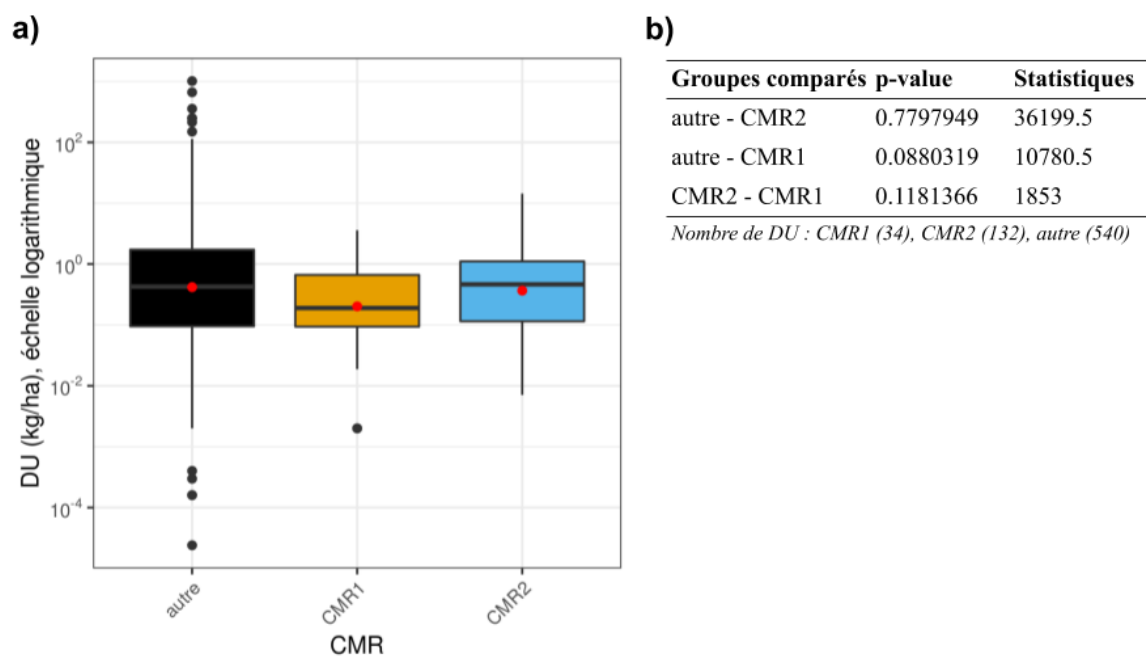 a)
DU (kg/ha), échelle logarithmique
10²
10⁰
10⁻²
10⁻⁴
autre
CMR1
CMR2
CMR
b)
Groupes comparés p-value Statistiques
autre - CMR2 0.7797949 36199.5
autre - CMR1 0.0880319 10780.5
CMR2 - CMR1 0.1181366 1853
Nombre de DU : CMR1 (34), CMR2 (132), autre (540)